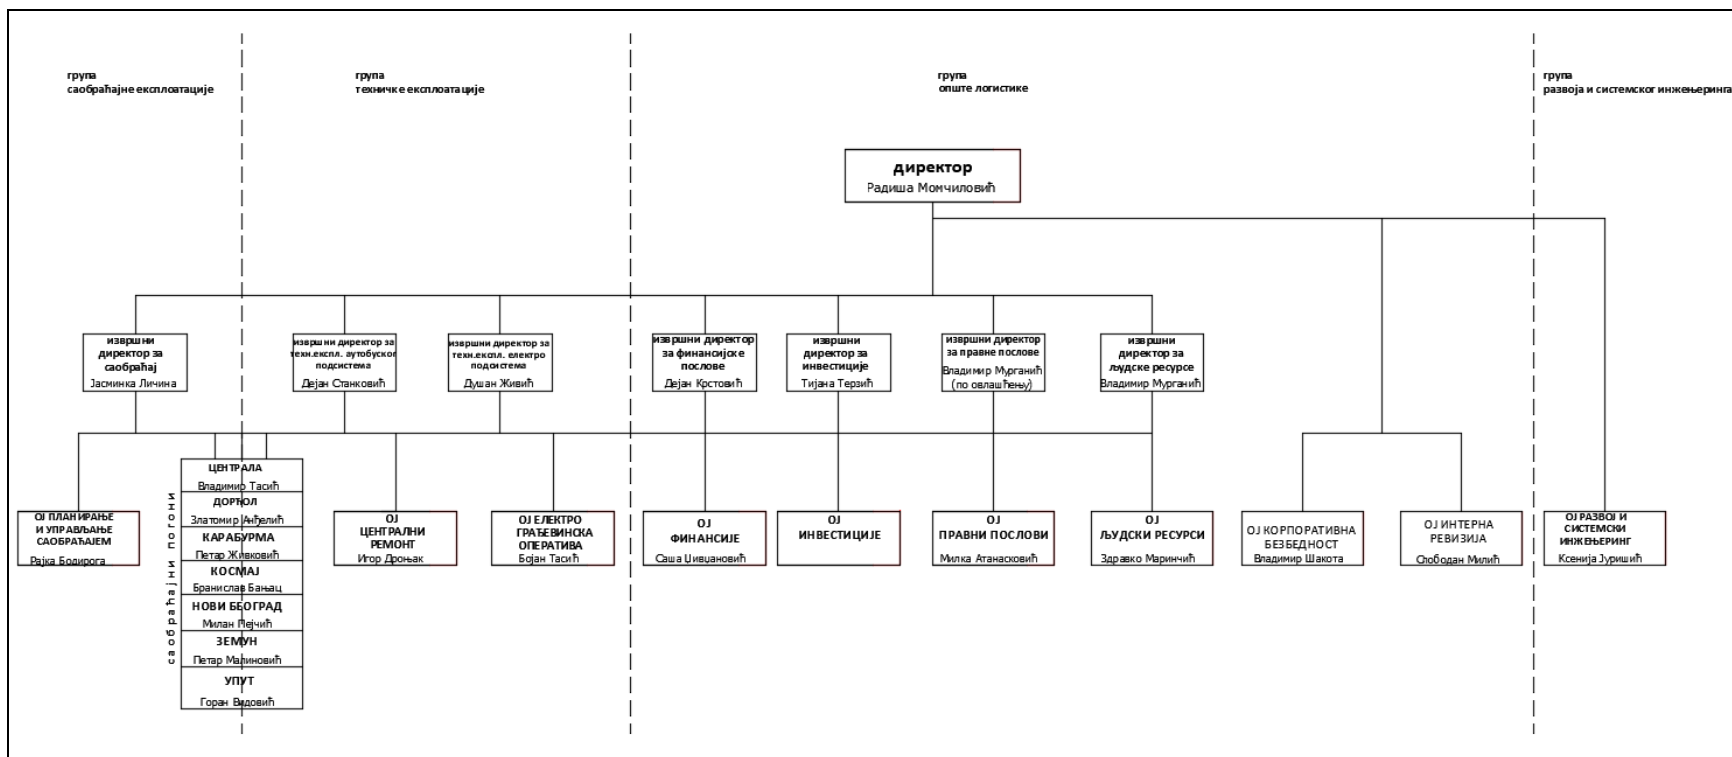 група
саобраћајне експлоатације
група
техничке експлоатације
група
опште логистике
група
развоја и системског инжењеринга
директор
Радиша Момчиловић
извршни
директор за
саобраћај
Јасминка Личина
извршни директор за
техн.експл. аутобуског
подсистема
Дејан Станковић
извршни директор за
техн.експл. електро
подсистема
Душан Живић
извршни директор
за финансијске
послове
Дејан Крстовић
извршни
директор за
инвестиције
Тијана Терзић
извршни директор
за правне послове
Владимир Мурганић
(по овлашћењу)
извршни
директор за
људске ресурсе
Владимир Мурганић
саобраћајни погони
ЦЕНТРАЛА
Владимир Тасић
ДОРЋОЛ
Златомир Анђелић
КАРАБУРМА
Петар Живковић
КОСМАЈ
Бранислав Бањац
НОВИ БЕОГРАД
Милан Пејчић
ЗЕМУН
Петар Малиновић
УПУТ
Горан Видовић
ОЈ ПЛАНИРАЊЕ
И УПРАВЉАЊЕ
САОБРАЋАЈЕМ
Рајка Бодирога
ОЈ
ЦЕНТРАЛНИ
РЕМОНТ
Игор Дроњак
ОЈ ЕЛЕКТРО
ГРАЂЕВИНСКА
ОПЕРАТИВА
Бојан Тасић
ОЈ
ФИНАНСИЈЕ
Саша Цивцановић
ОЈ
ИНВЕСТИЦИЈЕ
ОЈ
ПРАВНИ ПОСЛОВИ
Милка Атанасковић
ОЈ
ЉУДСКИ РЕСУРСИ
Здравко Маринчић
ОЈ КОРПОРАТИВНА
БЕЗБЕДНОСТ
Владимир Шакота
ОЈ ИНТЕРНА
РЕВИЗИЈА
Слободан Милић
ОЈ РАЗВОЈ И
СИСТЕМСКИ
ИНЖЕЊЕРИНГ
Ксенија Јуришић